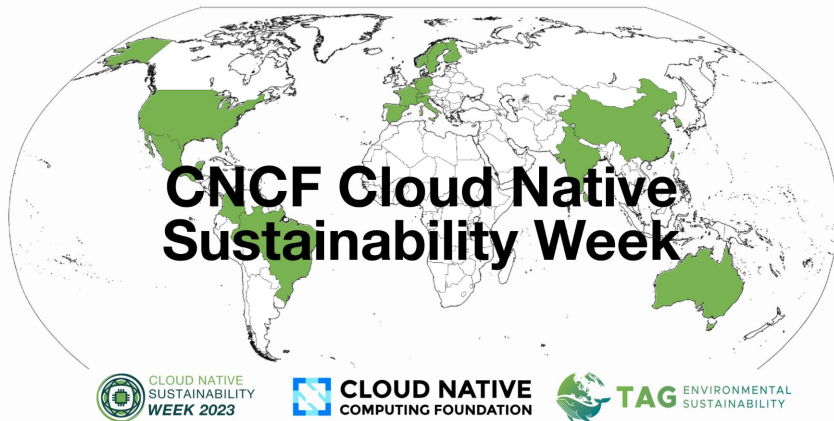 CNCF Cloud Native
Sustainability Week
CLOUD NATIVE
SUSTAINABILITY
WEEK 2023
CLOUD NATIVE
COMPUTING FOUNDATION
TAG ENVIRONMENTAL
SUSTAINABILITY